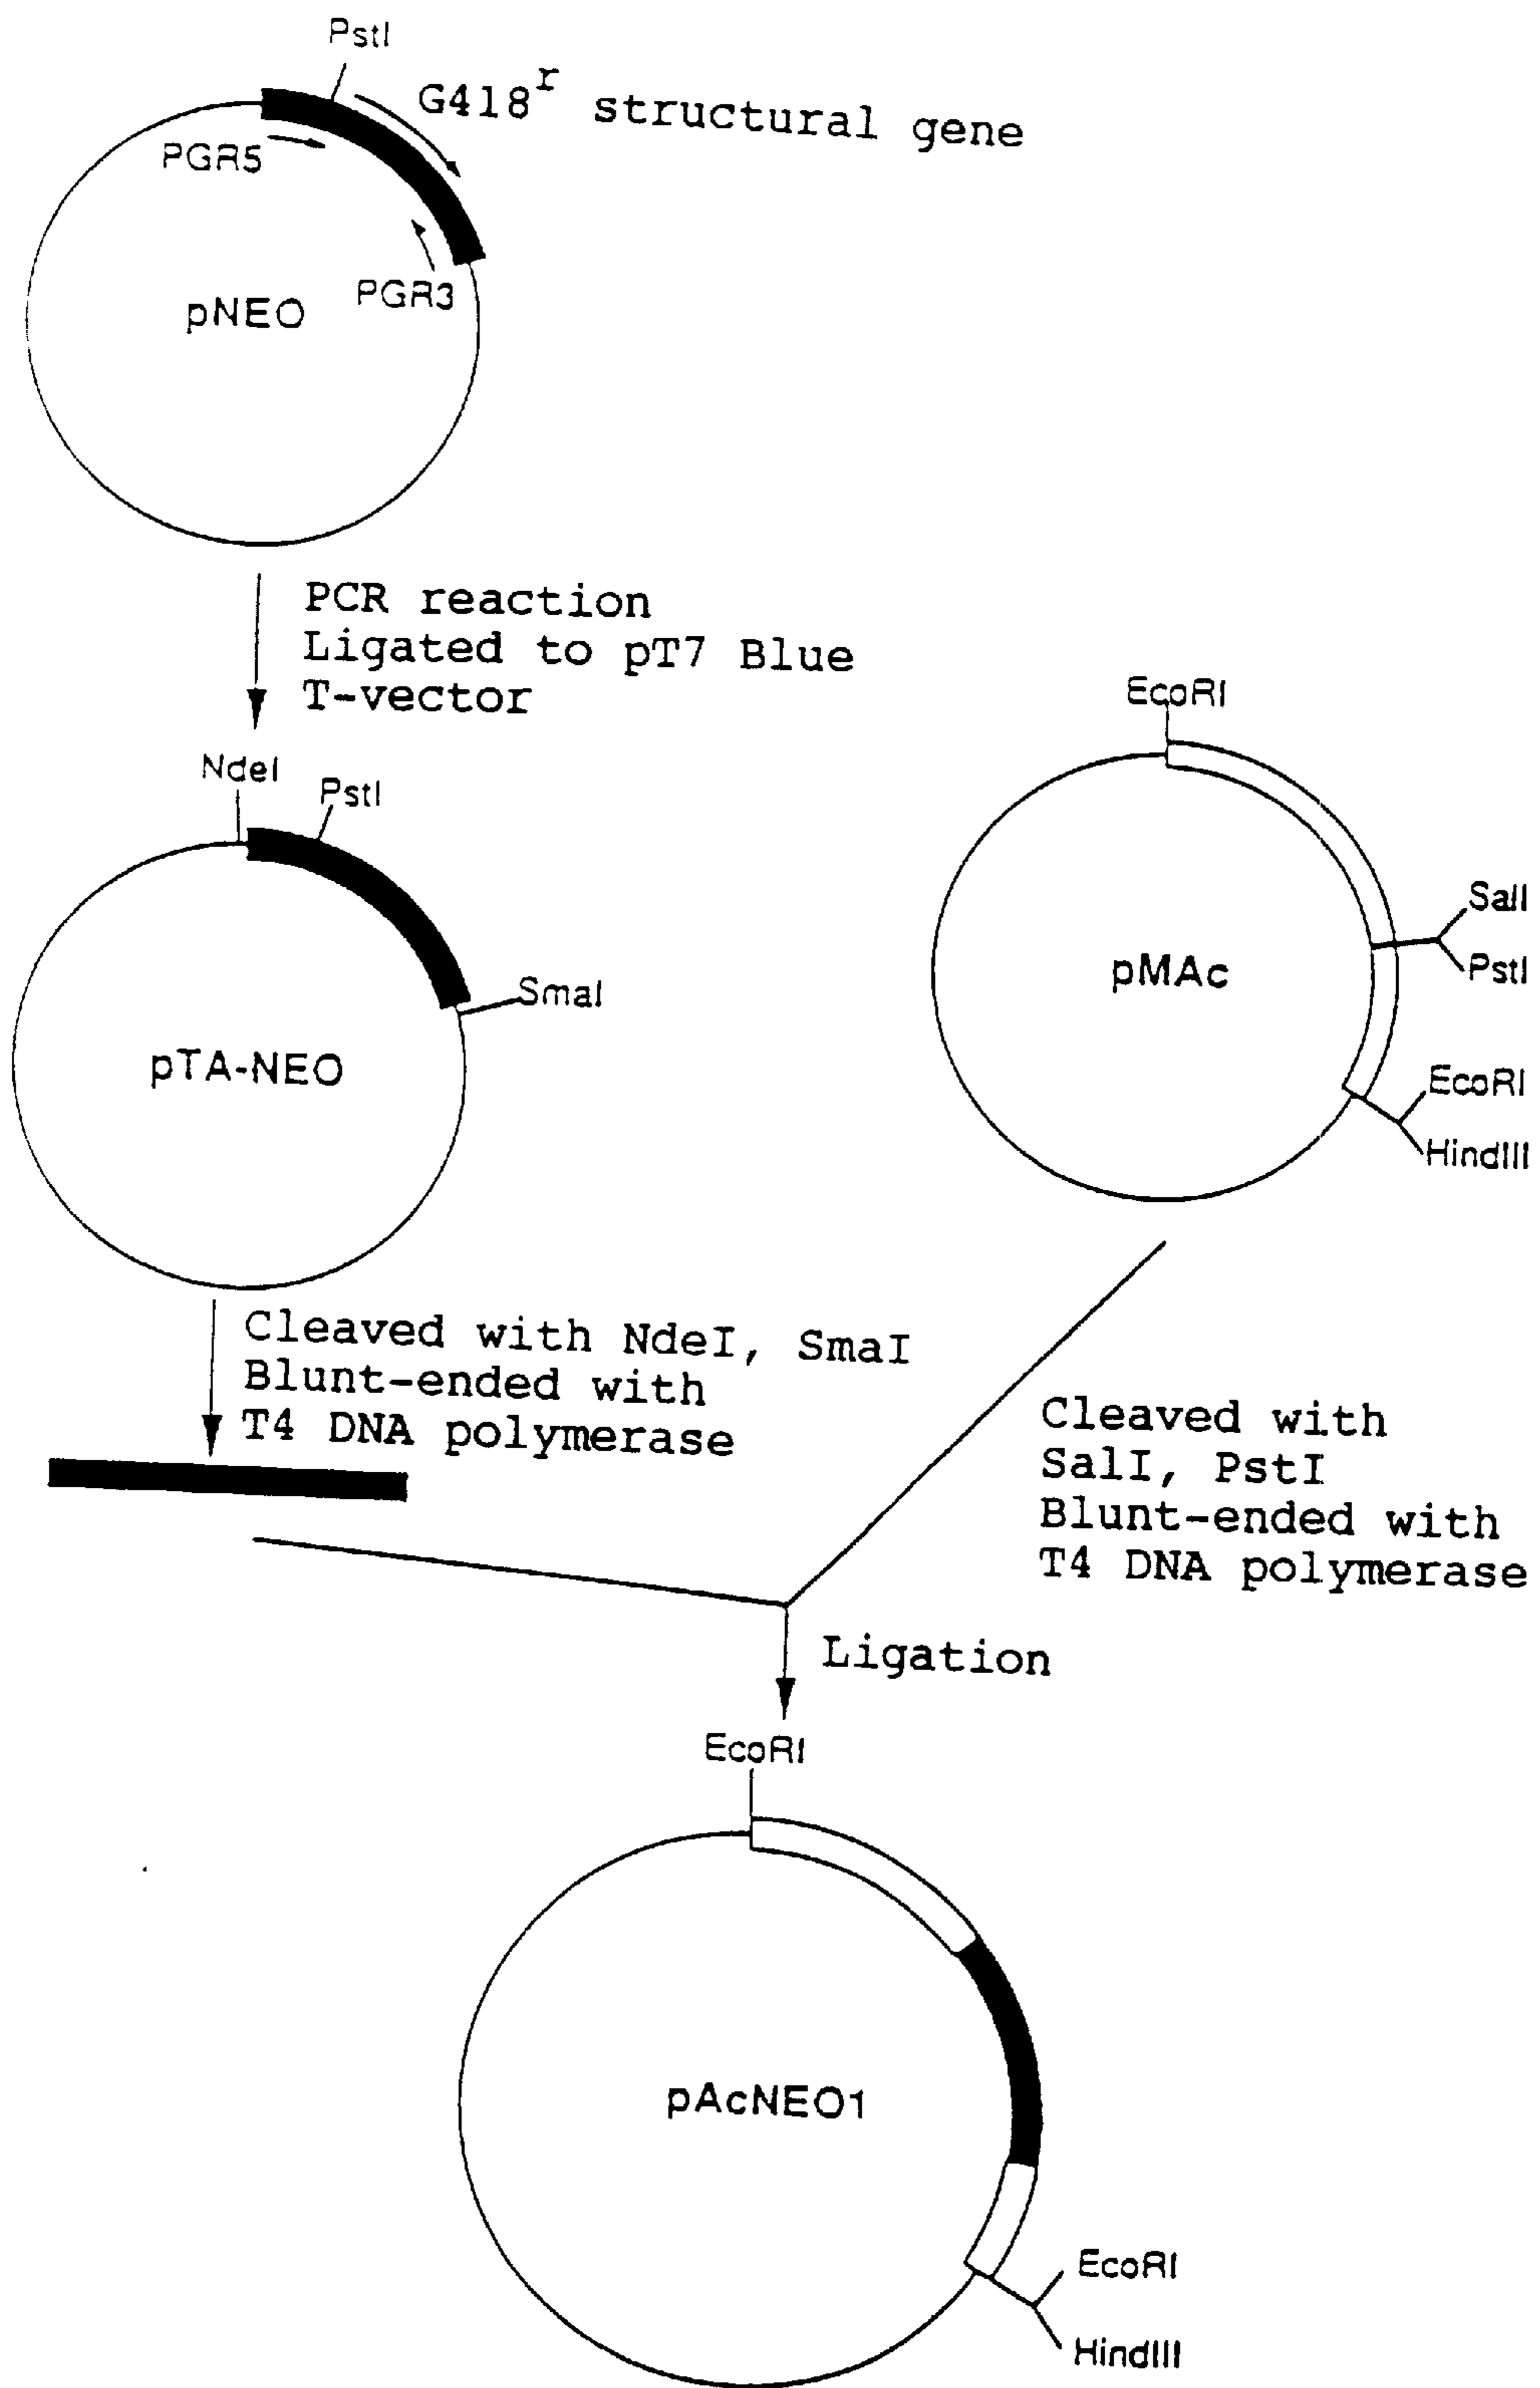 PstI
G418r structural gene
PGR5
PGR3
pNEO
PCR reaction
Ligated to pT7 Blue
T-vector
NdeI
PstI
SmaI
pTA-NEO
EcoRI
SalI
PstI
pMAc
EcoRI
HindIII
Cleaved with NdeI, SmaI
Blunt-ended with
T4 DNA polymerase
Cleaved with
SalI, PstI
Blunt-ended with
T4 DNA polymerase
Ligation
EcoRI
pAcNEO1
EcoRI
HindIII